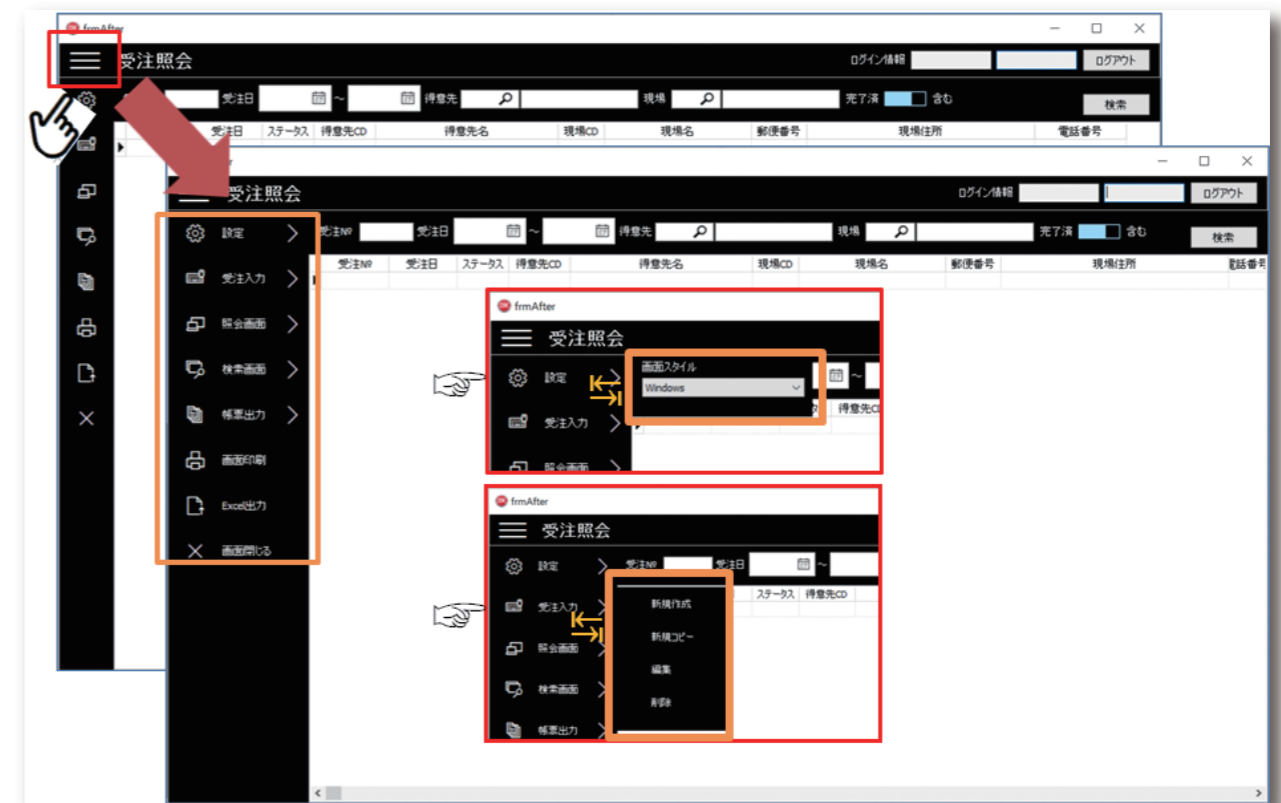 frmAfter
受注照会
ログイン情報 ログアウト
受注日 ～ 得意先 現場 完了済 含む 検索
受注日 ステータス 得意先CD 得意先名 現場CD 現場名 郵便番号 現場住所 電話番号
受注照会
ログイン情報 ログアウト
設定
受注№ 受注日 ～ 得意先 現場 完了済 含む 検索
受注№ 受注日 ステータス 得意先CD 得意先名 現場CD 現場名 郵便番号 現場住所 電話番号
受注入力
照会画面
検索画面
帳票出力
画面印刷
Excel出力
画面閉じる
frmAfter
受注照会
設定
画面スタイル
Windows
～
得意先CD
受注入力
照会画面
frmAfter
受注照会
設定
受注№ 受注日 ～
ステータス 得意先CD
受注入力
新規作成
新規コピー
編集
削除
照会画面
検索画面
帳票出力